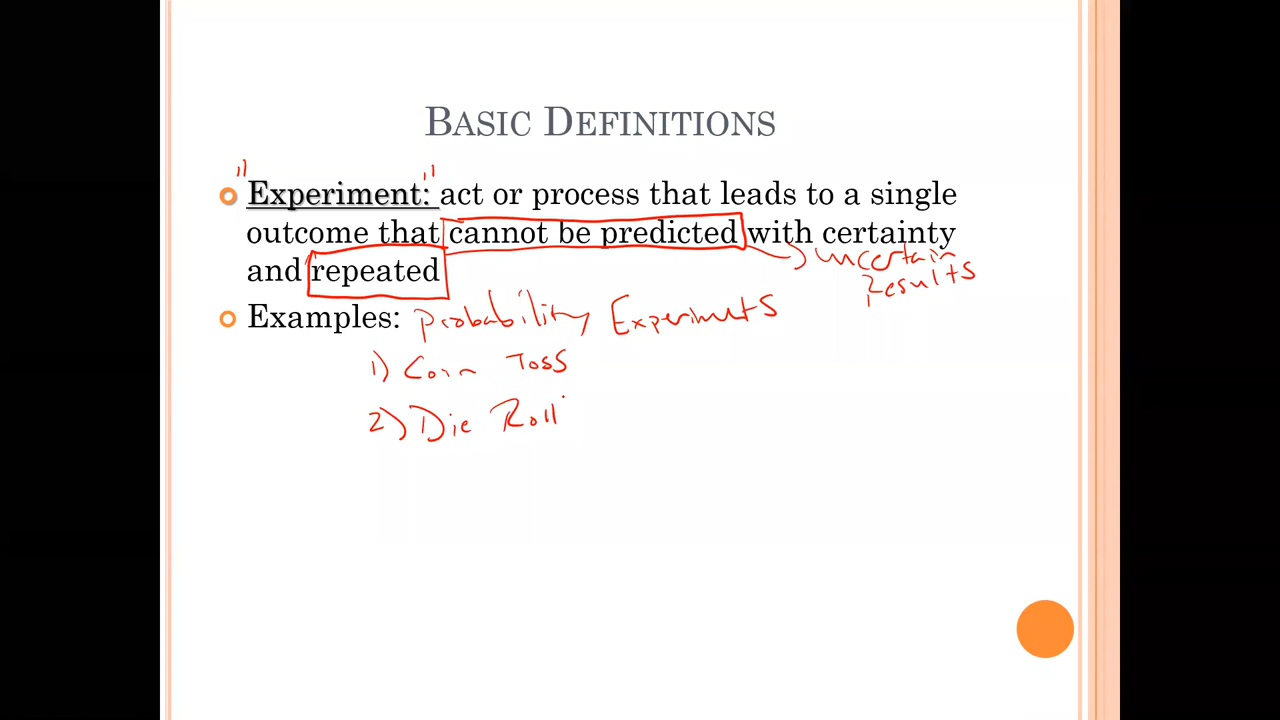 BASIC DEFINITIONS
" Experiment: " act or process that leads to a single
outcome that cannot be predicted with certainty
and repeated
uncertain
Results
Examples: Probability Experiments
1) Coin Toss
2) Die Roll